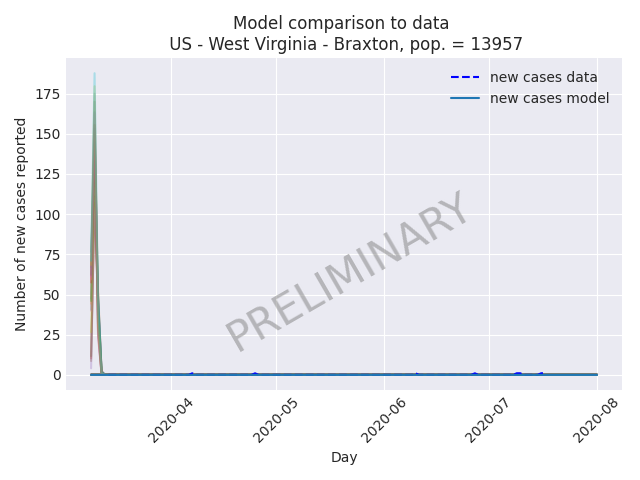 Model comparison to data
US - West Virginia - Braxton, pop. = 13957
new cases data
new cases model
Number of new cases reported
175
150
125
100
75
50
25
0
PRELIMINARY
2020-04
2020-05
2020-06
2020-07
2020-08
Day